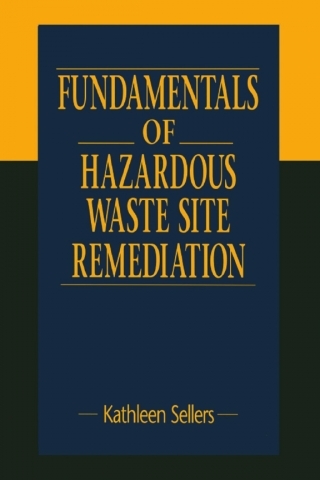 FUNDAMENTALS
OF
HAZARDOUS
WASTE SITE
REMEDIATION
Kathleen Sellers